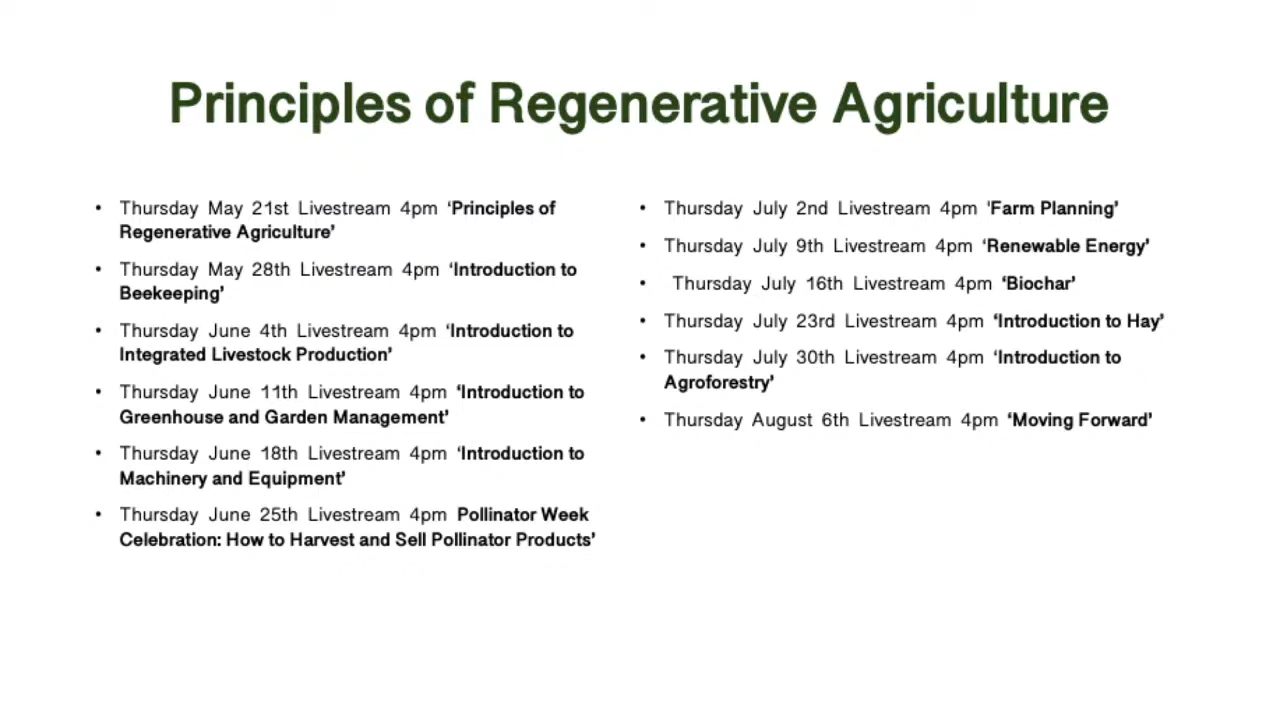 Principles of Regenerative Agriculture
• Thursday May 21st Livestream 4pm ‘Principles of
Regenerative Agriculture’
• Thursday May 28th Livestream 4pm ‘Introduction to
Beekeeping’
• Thursday June 4th Livestream 4pm ‘Introduction to
Integrated Livestock Production’
• Thursday June 11th Livestream 4pm ‘Introduction to
Greenhouse and Garden Management’
• Thursday June 18th Livestream 4pm ‘Introduction to
Machinery and Equipment’
• Thursday June 25th Livestream 4pm Pollinator Week
Celebration: How to Harvest and Sell Pollinator Products’
• Thursday July 2nd Livestream 4pm 'Farm Planning’
• Thursday July 9th Livestream 4pm ‘Renewable Energy’
• Thursday July 16th Livestream 4pm ‘Biochar’
• Thursday July 23rd Livestream 4pm ‘Introduction to Hay’
• Thursday July 30th Livestream 4pm ‘Introduction to
Agroforestry’
• Thursday August 6th Livestream 4pm ‘Moving Forward’